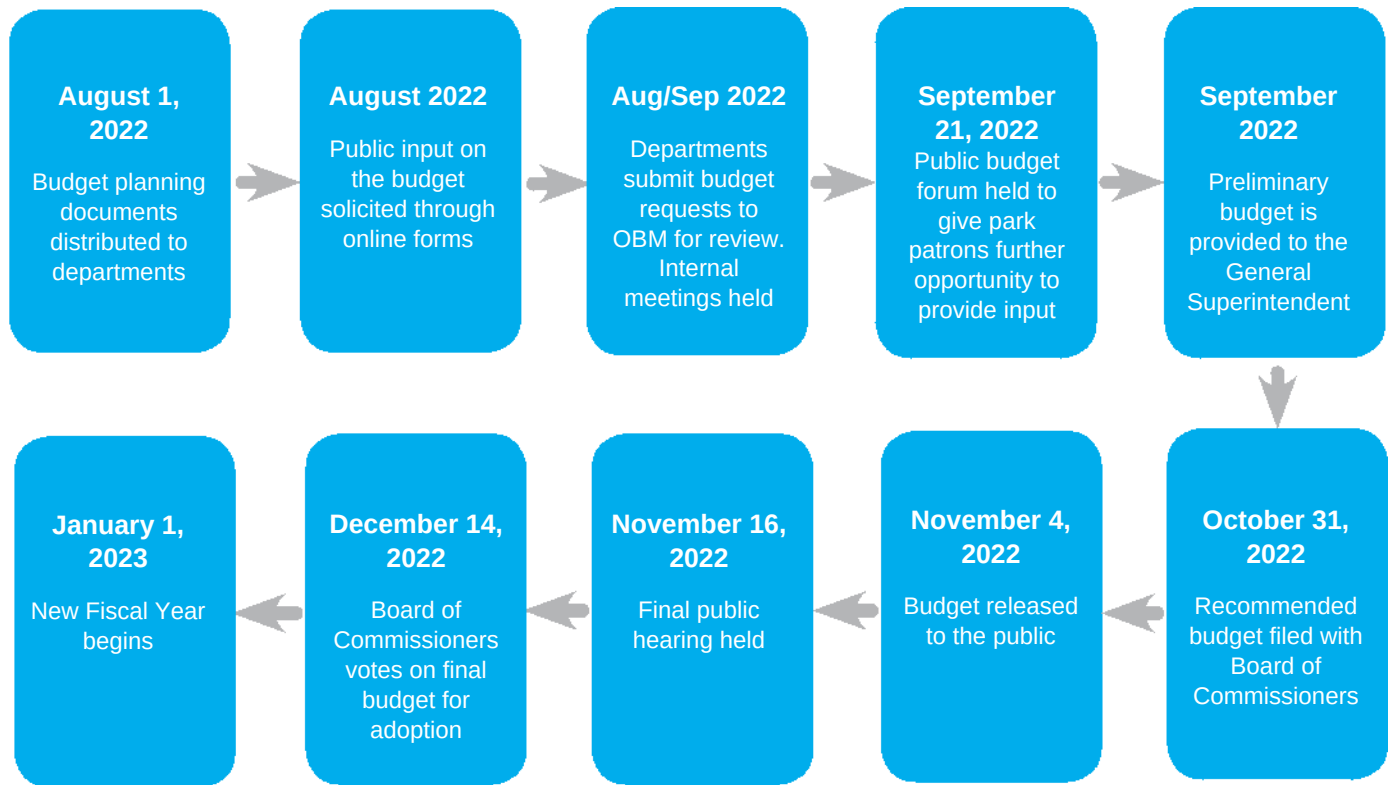 August 1,
2022
Budget planning
documents
distributed to
departments
August 2022
Public input on
the budget
solicited through
online forms
Aug/Sep 2022
Departments
submit budget
requests to
OBM for review.
Internal
meetings held
September
21, 2022
Public budget
forum held to
give park
patrons further
opportunity to
provide input
September
2022
Preliminary
budget is
provided to the
General
Superintendent
October 31,
2022
Recommended
budget filed with
Board of
Commissioners
November 4,
2022
Budget released
to the public
November 16,
2022
Final public
hearing held
December 14,
2022
Board of
Commissioners
votes on final
budget for
adoption
January 1,
2023
New Fiscal Year
begins